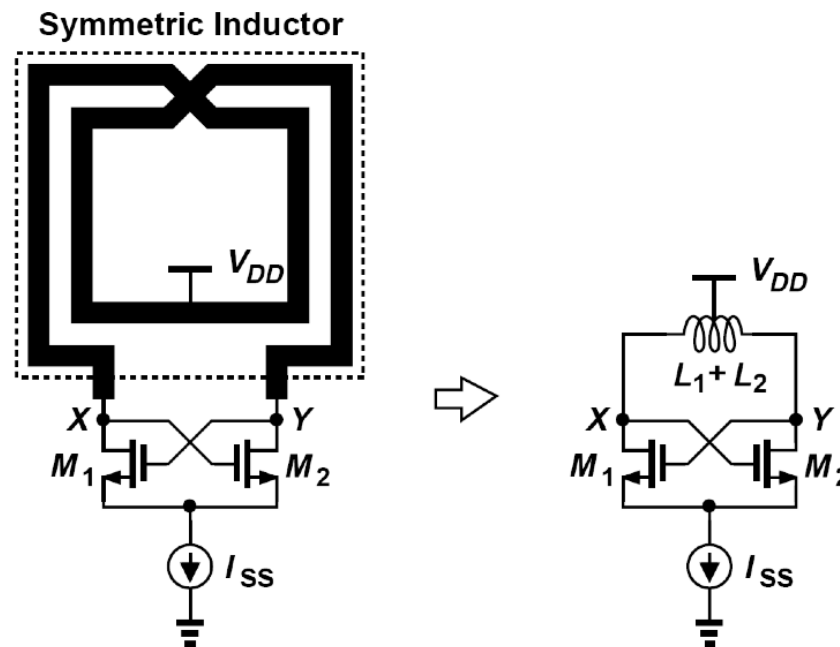 Symmetric Inductor
V_DD
V_DD
L_1 + L_2
X Y
X Y
M_1 M_2
M_1 M_2
I_SS
I_SS